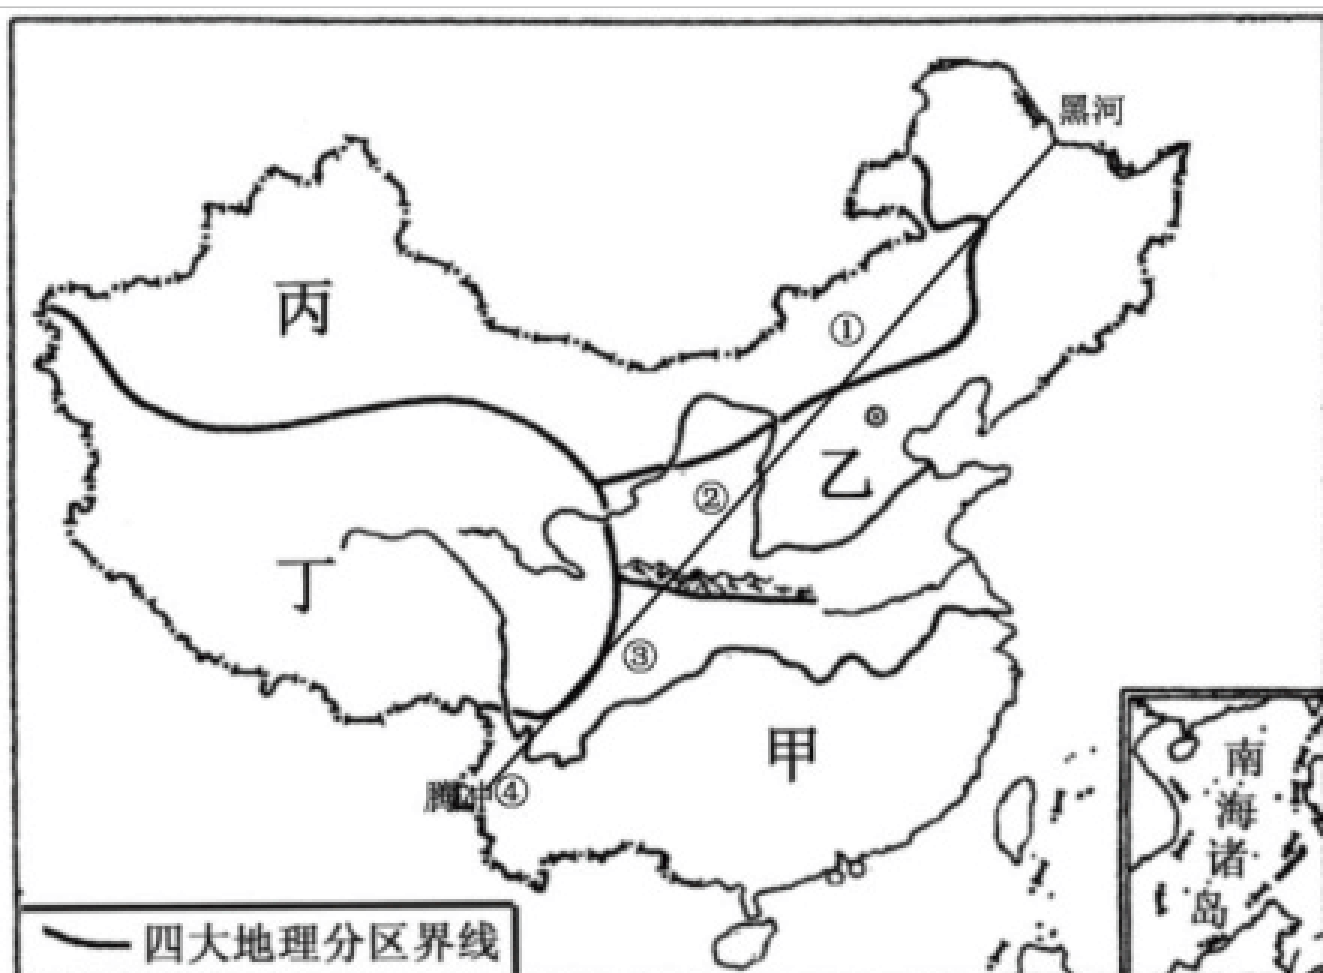 黑河
丙
①
乙
②
丁
③
甲
腾冲
④
南
海
诸
岛
四大地理分区界线